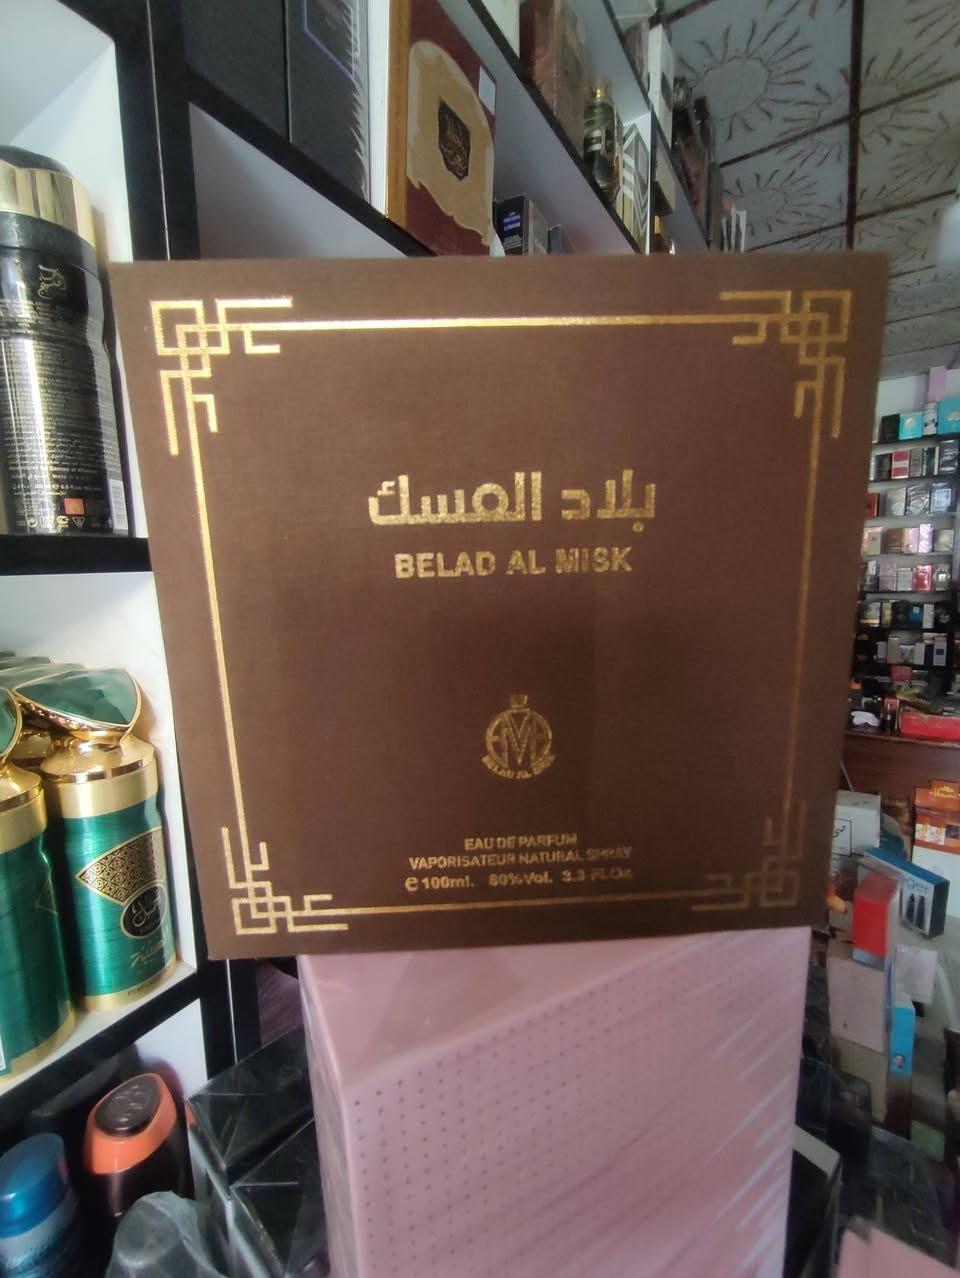 بلاد المسك
BELAD AL MISK
BELAD AL MISK
EAU DE PARFUM
VAPORISATEUR NATURAL SPRAY
e 100ml. 80% Vol. 3.3 Fl.Oz.